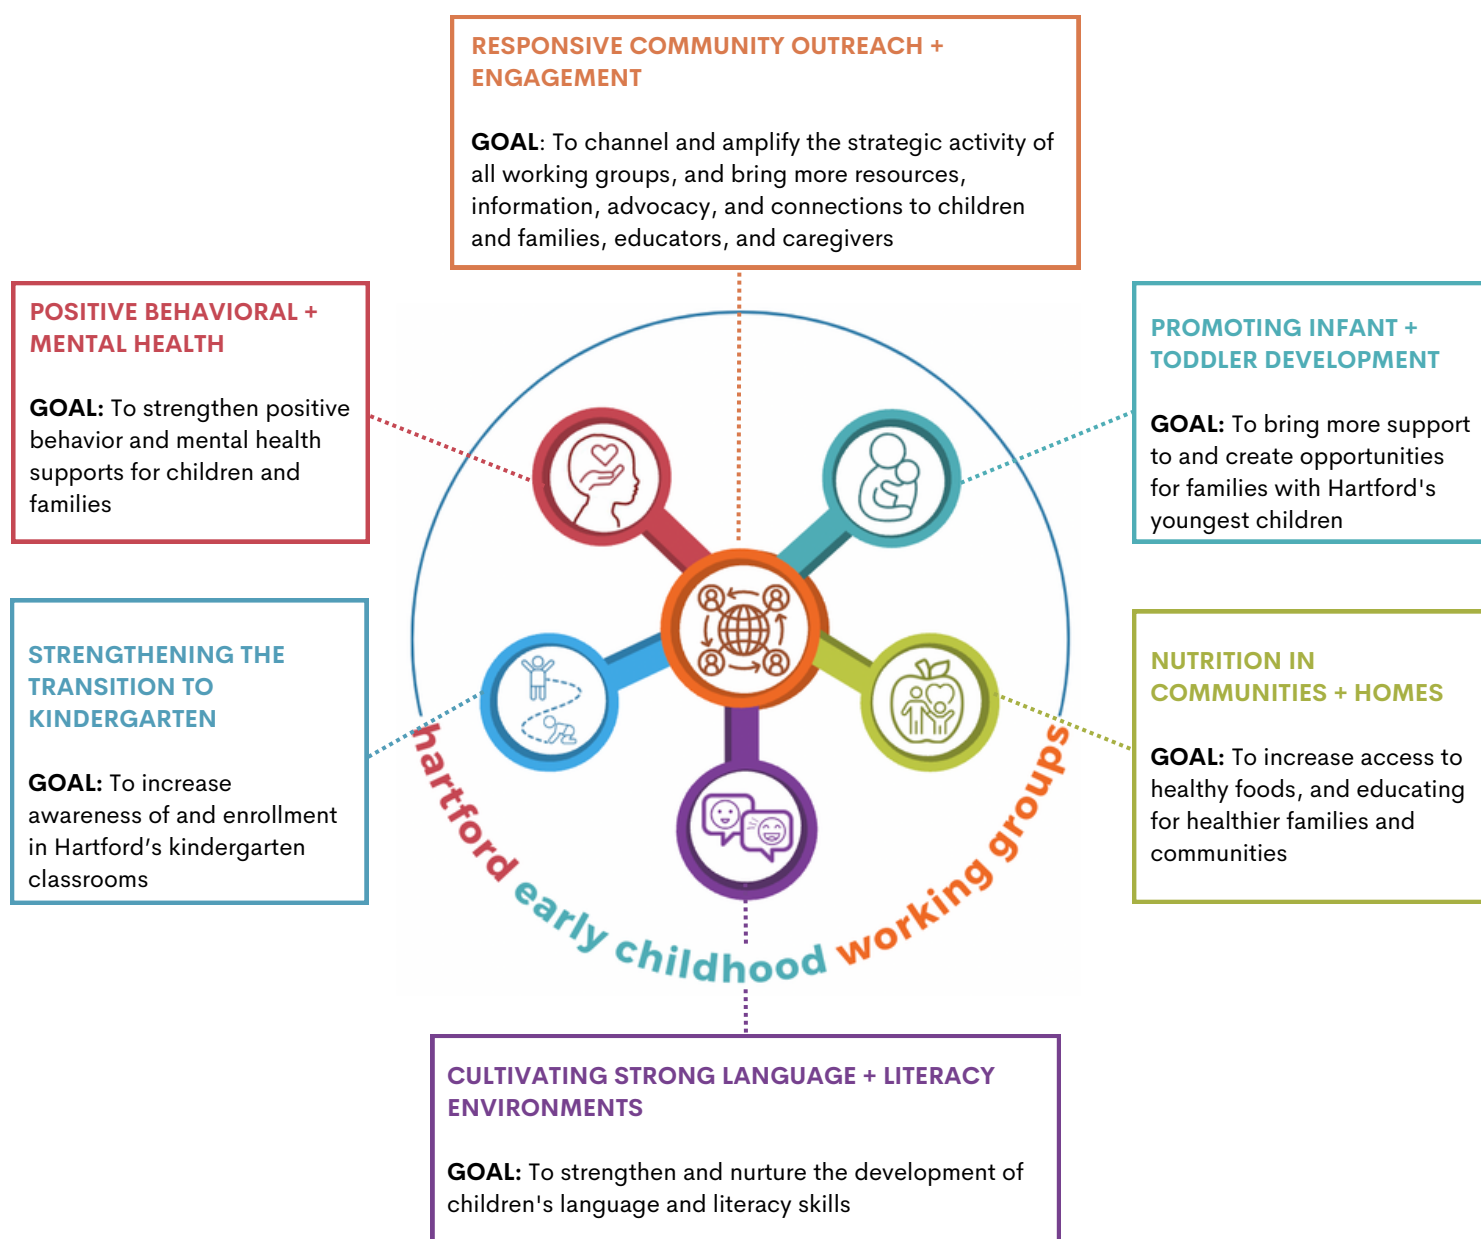 RESPONSIVE COMMUNITY OUTREACH +
ENGAGEMENT
GOAL: To channel and amplify the strategic activity of
all working groups, and bring more resources,
information, advocacy, and connections to children
and families, educators, and caregivers
POSITIVE BEHAVIORAL +
MENTAL HEALTH
GOAL: To strengthen positive
behavior and mental health
supports for children and
families
PROMOTING INFANT +
TODDLER DEVELOPMENT
GOAL: To bring more support
to and create opportunities
for families with Hartford's
youngest children
STRENGTHENING THE
TRANSITION TO
KINDERGARTEN
GOAL: To increase
awareness of and enrollment
in Hartford’s kindergarten
classrooms
NUTRITION IN
COMMUNITIES + HOMES
GOAL: To increase access to
healthy foods, and educating
for healthier families and
communities
hartford early childhood working groups
CULTIVATING STRONG LANGUAGE + LITERACY
ENVIRONMENTS
GOAL: To strengthen and nurture the development of
children's language and literacy skills